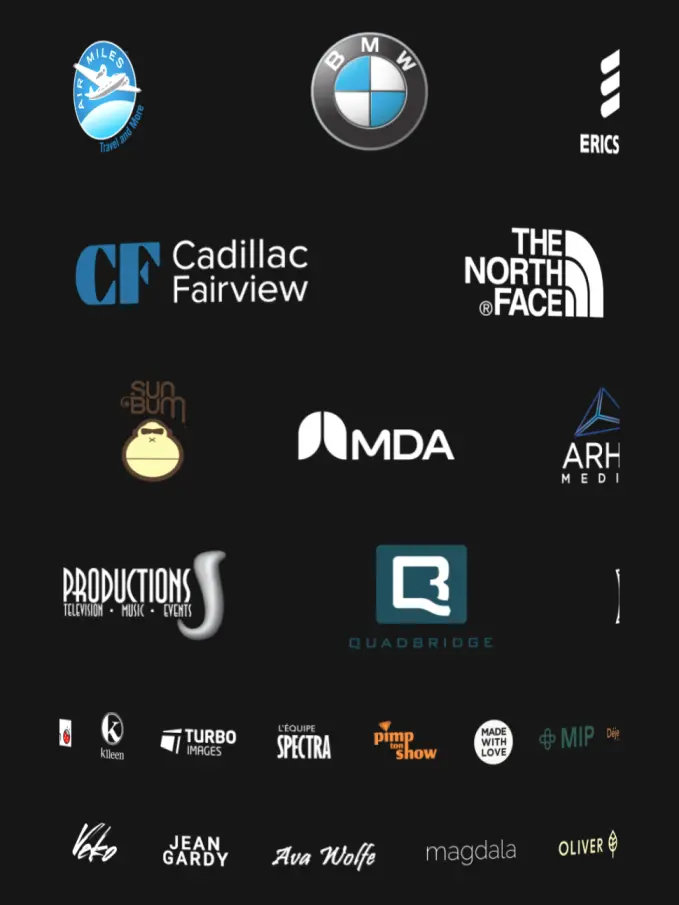 AIR MILES
Travel and More
BMW
ERICS
CF Cadillac
Fairview
THE
NORTH
®FACE
SUN
BUM
MDA
ARH
MEDI
PRODUCTIONS J
TELEVISION • MUSIC • EVENTS
QUADBRIDGE
k
killeen
TURBO
IMAGES
L'ÉQUIPE
SPECTRA
pimp
ton
show
MADE
WITH
LOVE
MIP
Déje
Veko
JEAN
GARDY
Ava Wolfe
magdala
OLIVER